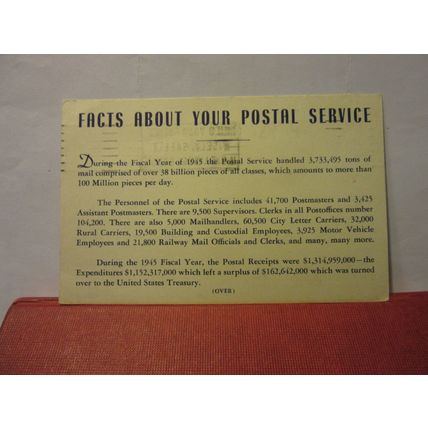 FACTS ABOUT YOUR POSTAL SERVICE
During the Fiscal Year of 1945 the Postal Service handled 3,733,495 tons of
mail comprised of over 38 billion pieces of all classes, which amounts to more than
100 Million pieces per day.
The Personnel of the Postal Service includes 41,700 Postmasters and 3,425
Assistant Postmasters. There are 9,500 Supervisors. Clerks in all Postoffices number
104,200. There are also 5,000 Mailhandlers, 60,500 City Letter Carriers, 32,000
Rural Carriers, 19,500 Building and Custodial Employees, 3,925 Motor Vehicle
Employees and 21,800 Railway Mail Officials and Clerks, and many, many more.
During the 1945 Fiscal Year, the Postal Receipts were $1,314,959,000—the
Expenditures $1,152,317,000 which left a surplus of $162,642,000 which was turned
over to the United States Treasury.
(OVER)